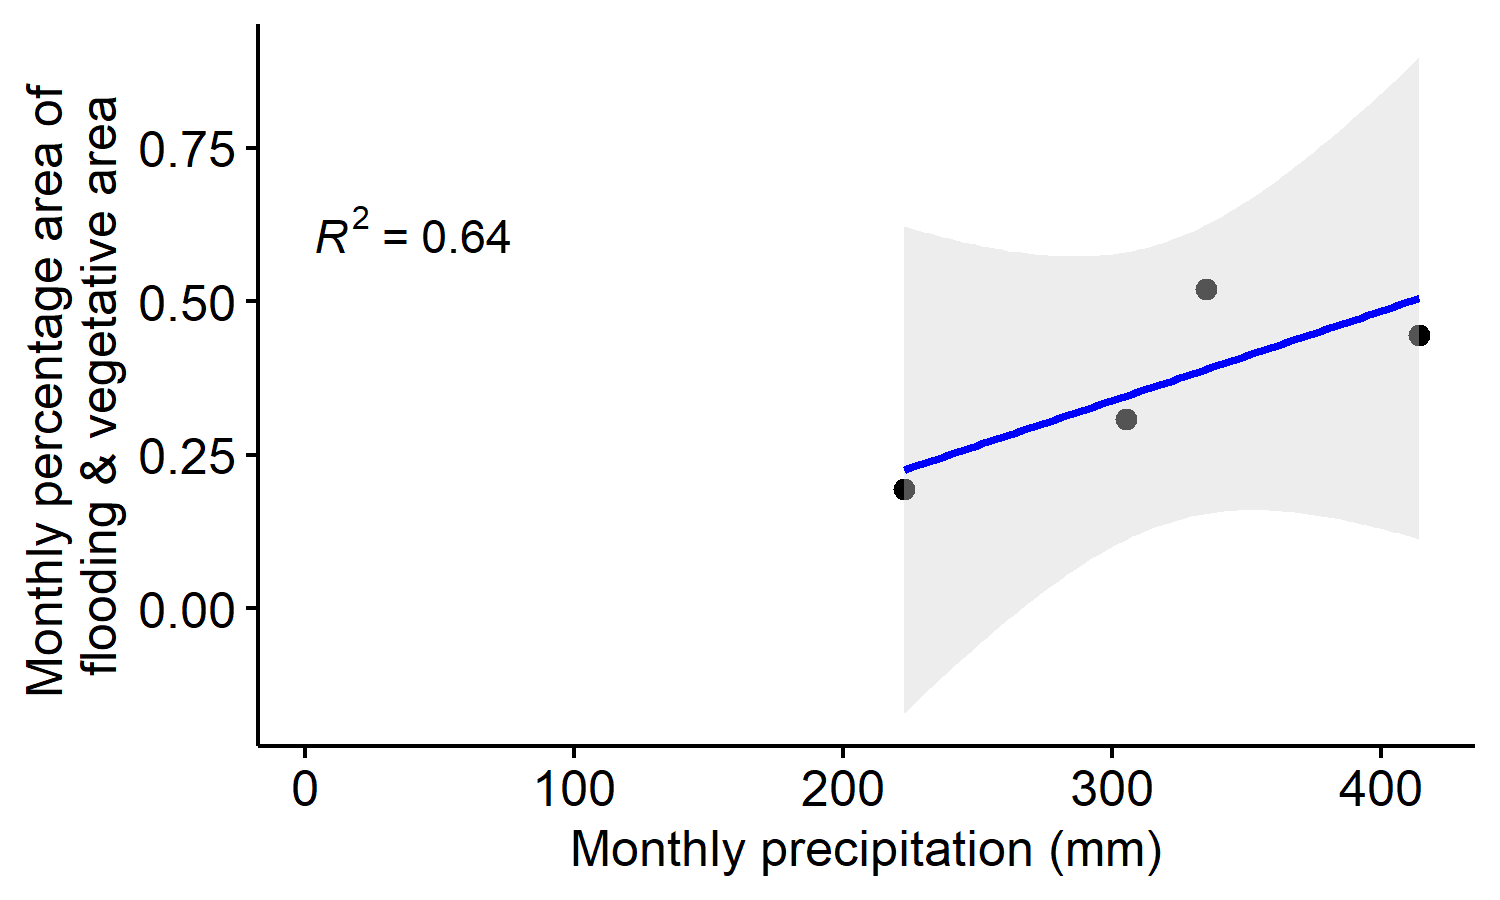 Monthly percentage area of
flooding & vegetative area
0.75
0.50
0.25
0.00
R² = 0.64
0 100 200 300 400
Monthly precipitation (mm)